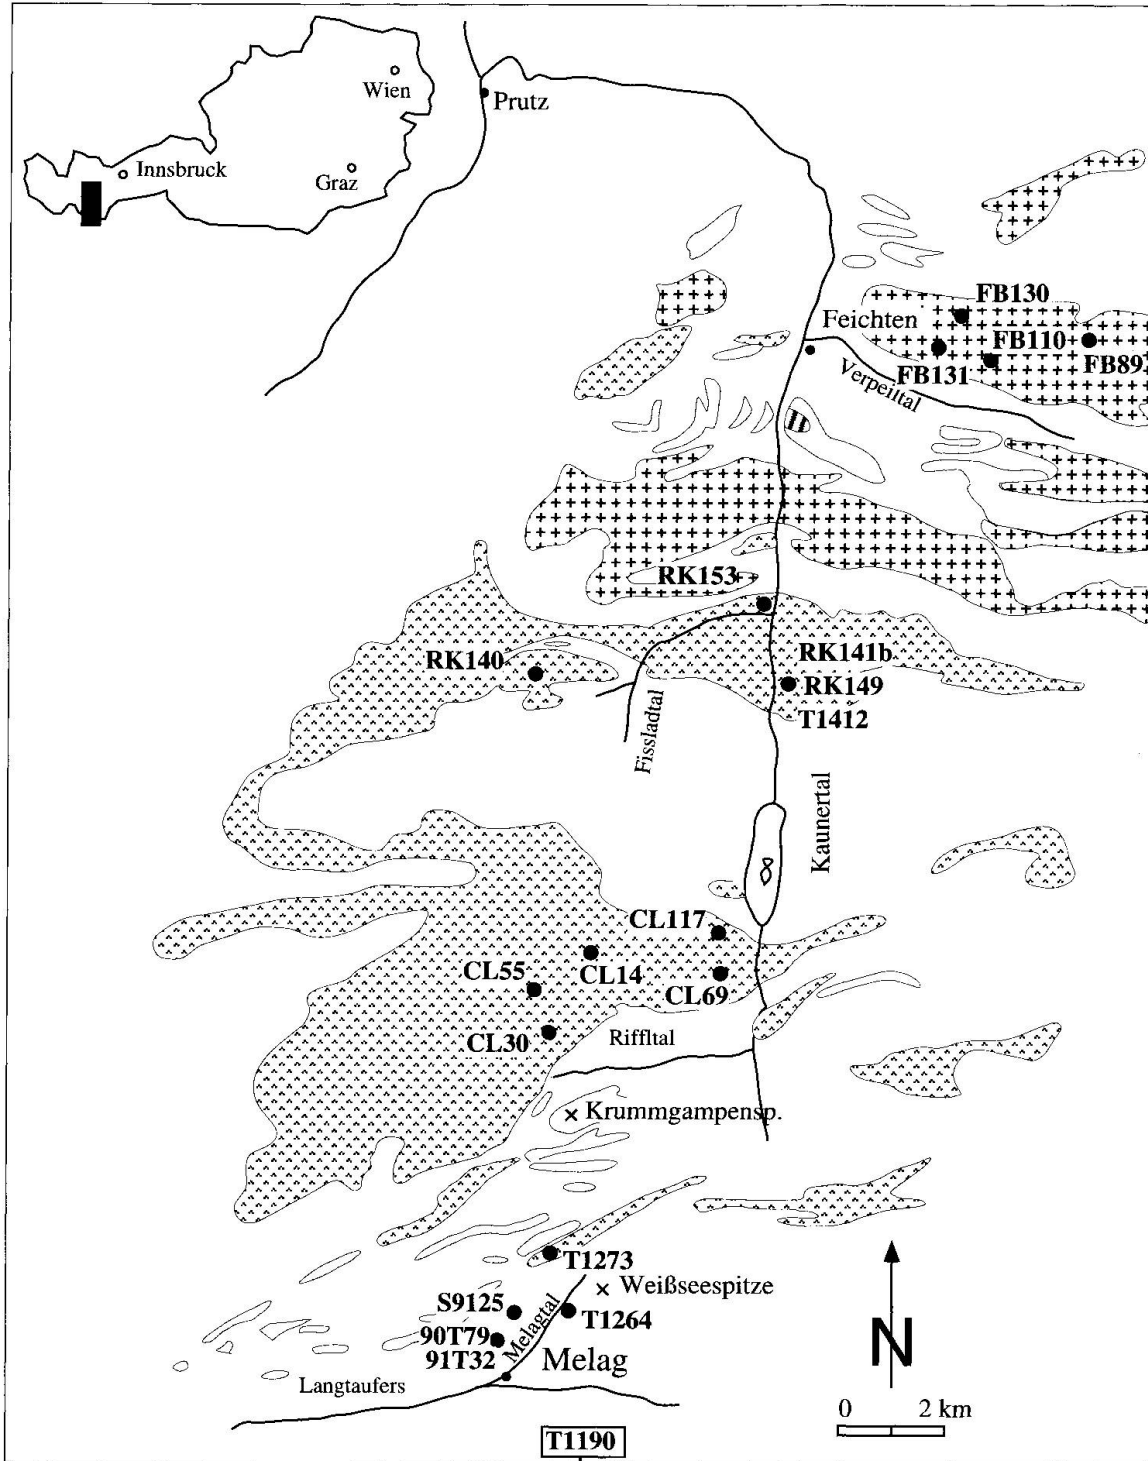 Wien
Prutz
Innsbruck
Graz
FB130
Feichten
FB110
FB131
FB89
Verpeiltal
RK153
RK141b
RK140
RK149
T1412
Fissladtal
Kaunertal
CL117
CL55
CL14
CL69
CL30
Riffltal
Krummgampensp.
T1273
Weißseespitze
S9125
T1264
90T79
Melagtal
91T32
Melag
Langtaufers
N
0 2 km
T1190